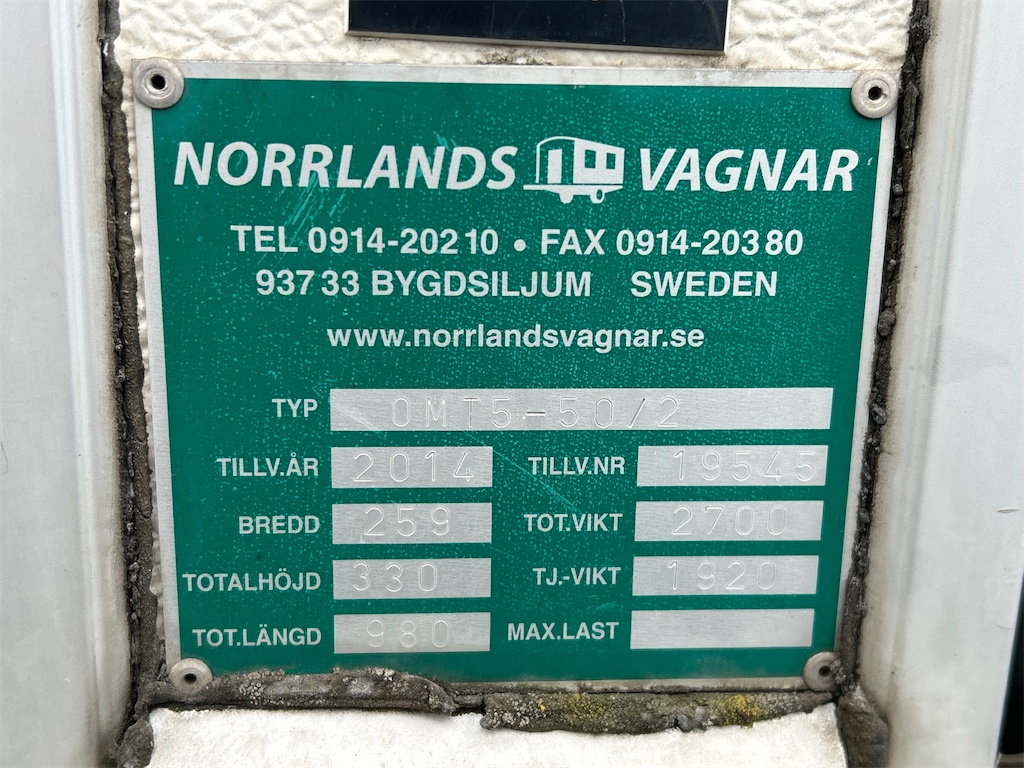 NORRLANDS VAGNAR
TEL 0914-202 10 • FAX 0914-203 80
937 33 BYGDSILJUM SWEDEN
www.norrlandsvagnar.se
TYP 0MT5-50/2
TILLV.ÅR 2014 TILLV.NR 19545
BREDD 259 TOT.VIKT 2700
TOTALHÖJD 330 TJ.-VIKT 1920
TOT.LÄNGD 980 MAX.LAST